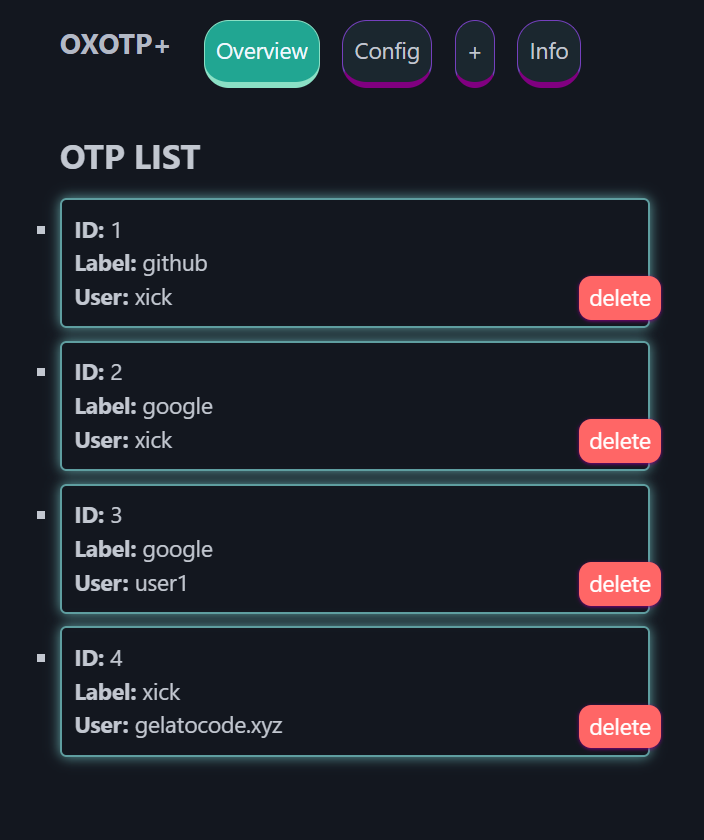 OXOTP+ Overview Config + Info
OTP LIST
ID: 1
Label: github
User: xick
delete
ID: 2
Label: google
User: xick
delete
ID: 3
Label: google
User: user1
delete
ID: 4
Label: xick
User: gelatocode.xyz
delete